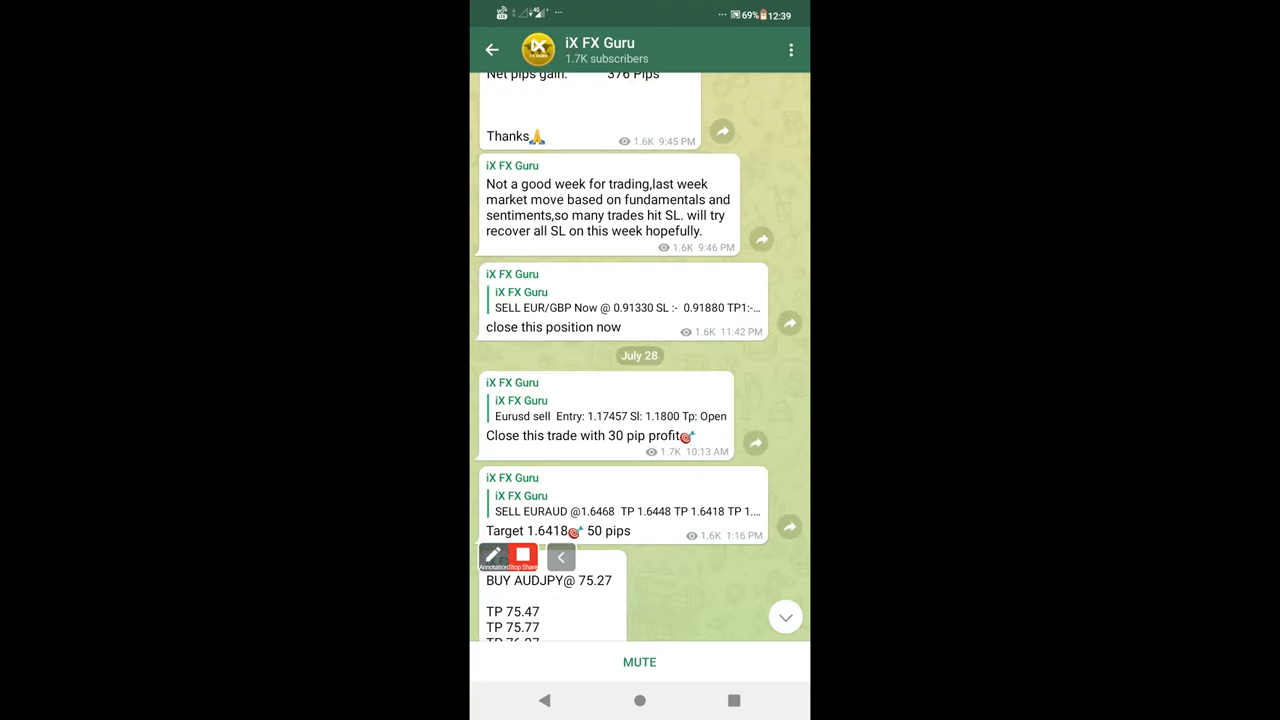 69% 12:39
iX FX Guru
1.7K subscribers
Net pips gain: 376 Pips
Thanks🙏
1.6K 9:45 PM
iX FX Guru
Not a good week for trading,last week
market move based on fundamentals and
sentiments,so many trades hit SL. will try
recover all SL on this week hopefully.
1.6K 9:46 PM
iX FX Guru
iX FX Guru
SELL EUR/GBP Now @ 0.91330 SL :- 0.91880 TP1:-...
close this position now
1.6K 11:42 PM
July 28
iX FX Guru
iX FX Guru
Eurusd sell Entry: 1.17457 Sl: 1.1800 Tp: Open
Close this trade with 30 pip profit🎯
1.7K 10:13 AM
iX FX Guru
iX FX Guru
SELL EURAUD @1.6468 TP 1.6448 TP 1.6418 TP 1....
Target 1.6418🎯 50 pips
1.6K 1:16 PM
Annotation Stop Share
BUY AUDJPY@ 75.27
TP 75.47
TP 75.77
MUTE